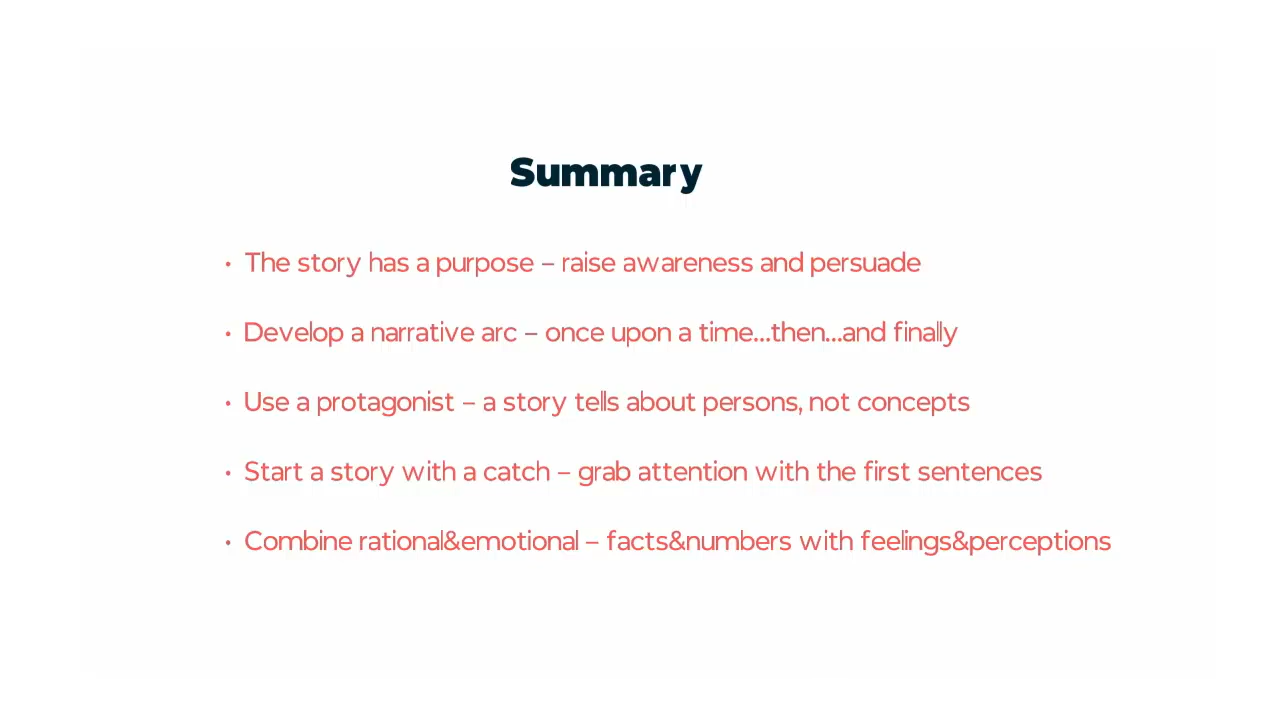 Summary
• The story has a purpose – raise awareness and persuade
• Develop a narrative arc – once upon a time...then...and finally
• Use a protagonist – a story tells about persons, not concepts
• Start a story with a catch – grab attention with the first sentences
• Combine rational&emotional – facts&numbers with feelings&perceptions